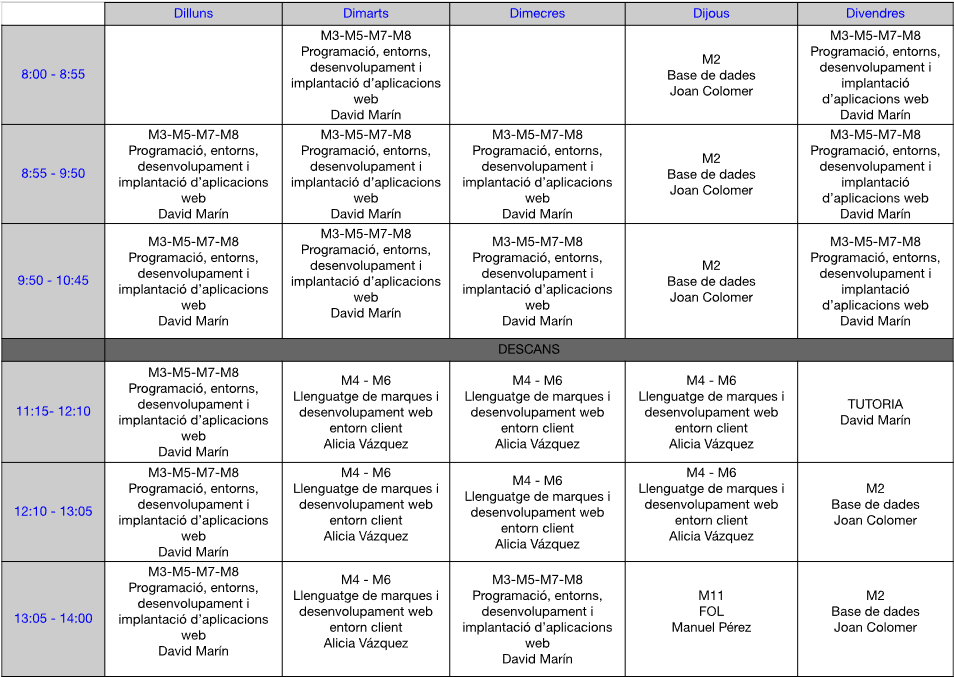 Dilluns
Dimarts
Dimecres
Dijous
Divendres
8:00 - 8:55
M3-M5-M7-M8
Programació, entorns,
desenvolupament i
implantació d'aplicacions
web
David Marín
M2
Base de dades
Joan Colomer
M3-M5-M7-M8
Programació, entorns,
desenvolupament i
implantació
d'aplicacions web
David Marín
8:55 - 9:50
M3-M5-M7-M8
Programació, entorns,
desenvolupament i
implantació d'aplicacions
web
David Marín
M3-M5-M7-M8
Programació, entorns,
desenvolupament i
implantació d'aplicacions
web
David Marín
M3-M5-M7-M8
Programació, entorns,
desenvolupament i
implantació d'aplicacions
web
David Marín
M2
Base de dades
Joan Colomer
M3-M5-M7-M8
Programació, entorns,
desenvolupament i
implantació
d'aplicacions web
David Marín
9:50 - 10:45
M3-M5-M7-M8
Programació, entorns,
desenvolupament i
implantació d'aplicacions
web
David Marín
M3-M5-M7-M8
Programació, entorns,
desenvolupament i
implantació d'aplicacions
web
David Marín
M3-M5-M7-M8
Programació, entorns,
desenvolupament i
implantació d'aplicacions
web
David Marín
M2
Base de dades
Joan Colomer
M3-M5-M7-M8
Programació, entorns,
desenvolupament i
implantació
d'aplicacions web
David Marín
DESCANS
11:15- 12:10
M3-M5-M7-M8
Programació, entorns,
desenvolupament i
implantació d'aplicacions
web
David Marín
M4 - M6
Llenguatge de marques i
desenvolupament web
entorn client
Alicia Vázquez
M4 - M6
Llenguatge de marques i
desenvolupament web
entorn client
Alicia Vázquez
M4 - M6
Llenguatge de marques i
desenvolupament web
entorn client
Alicia Vázquez
TUTORIA
David Marín
12:10 - 13:05
M3-M5-M7-M8
Programació, entorns,
desenvolupament i
implantació d'aplicacions
web
David Marín
M4 - M6
Llenguatge de marques i
desenvolupament web
entorn client
Alicia Vázquez
M4 - M6
Llenguatge de marques i
desenvolupament web
entorn client
Alicia Vázquez
M4 - M6
Llenguatge de marques i
desenvolupament web
entorn client
Alicia Vázquez
M2
Base de dades
Joan Colomer
13:05 - 14:00
M3-M5-M7-M8
Programació, entorns,
desenvolupament i
implantació d'aplicacions
web
David Marín
M4 - M6
Llenguatge de marques i
desenvolupament web
entorn client
Alicia Vázquez
M3-M5-M7-M8
Programació, entorns,
desenvolupament i
implantació d'aplicacions
web
David Marín
M11
FOL
Manuel Pérez
M2
Base de dades
Joan Colomer